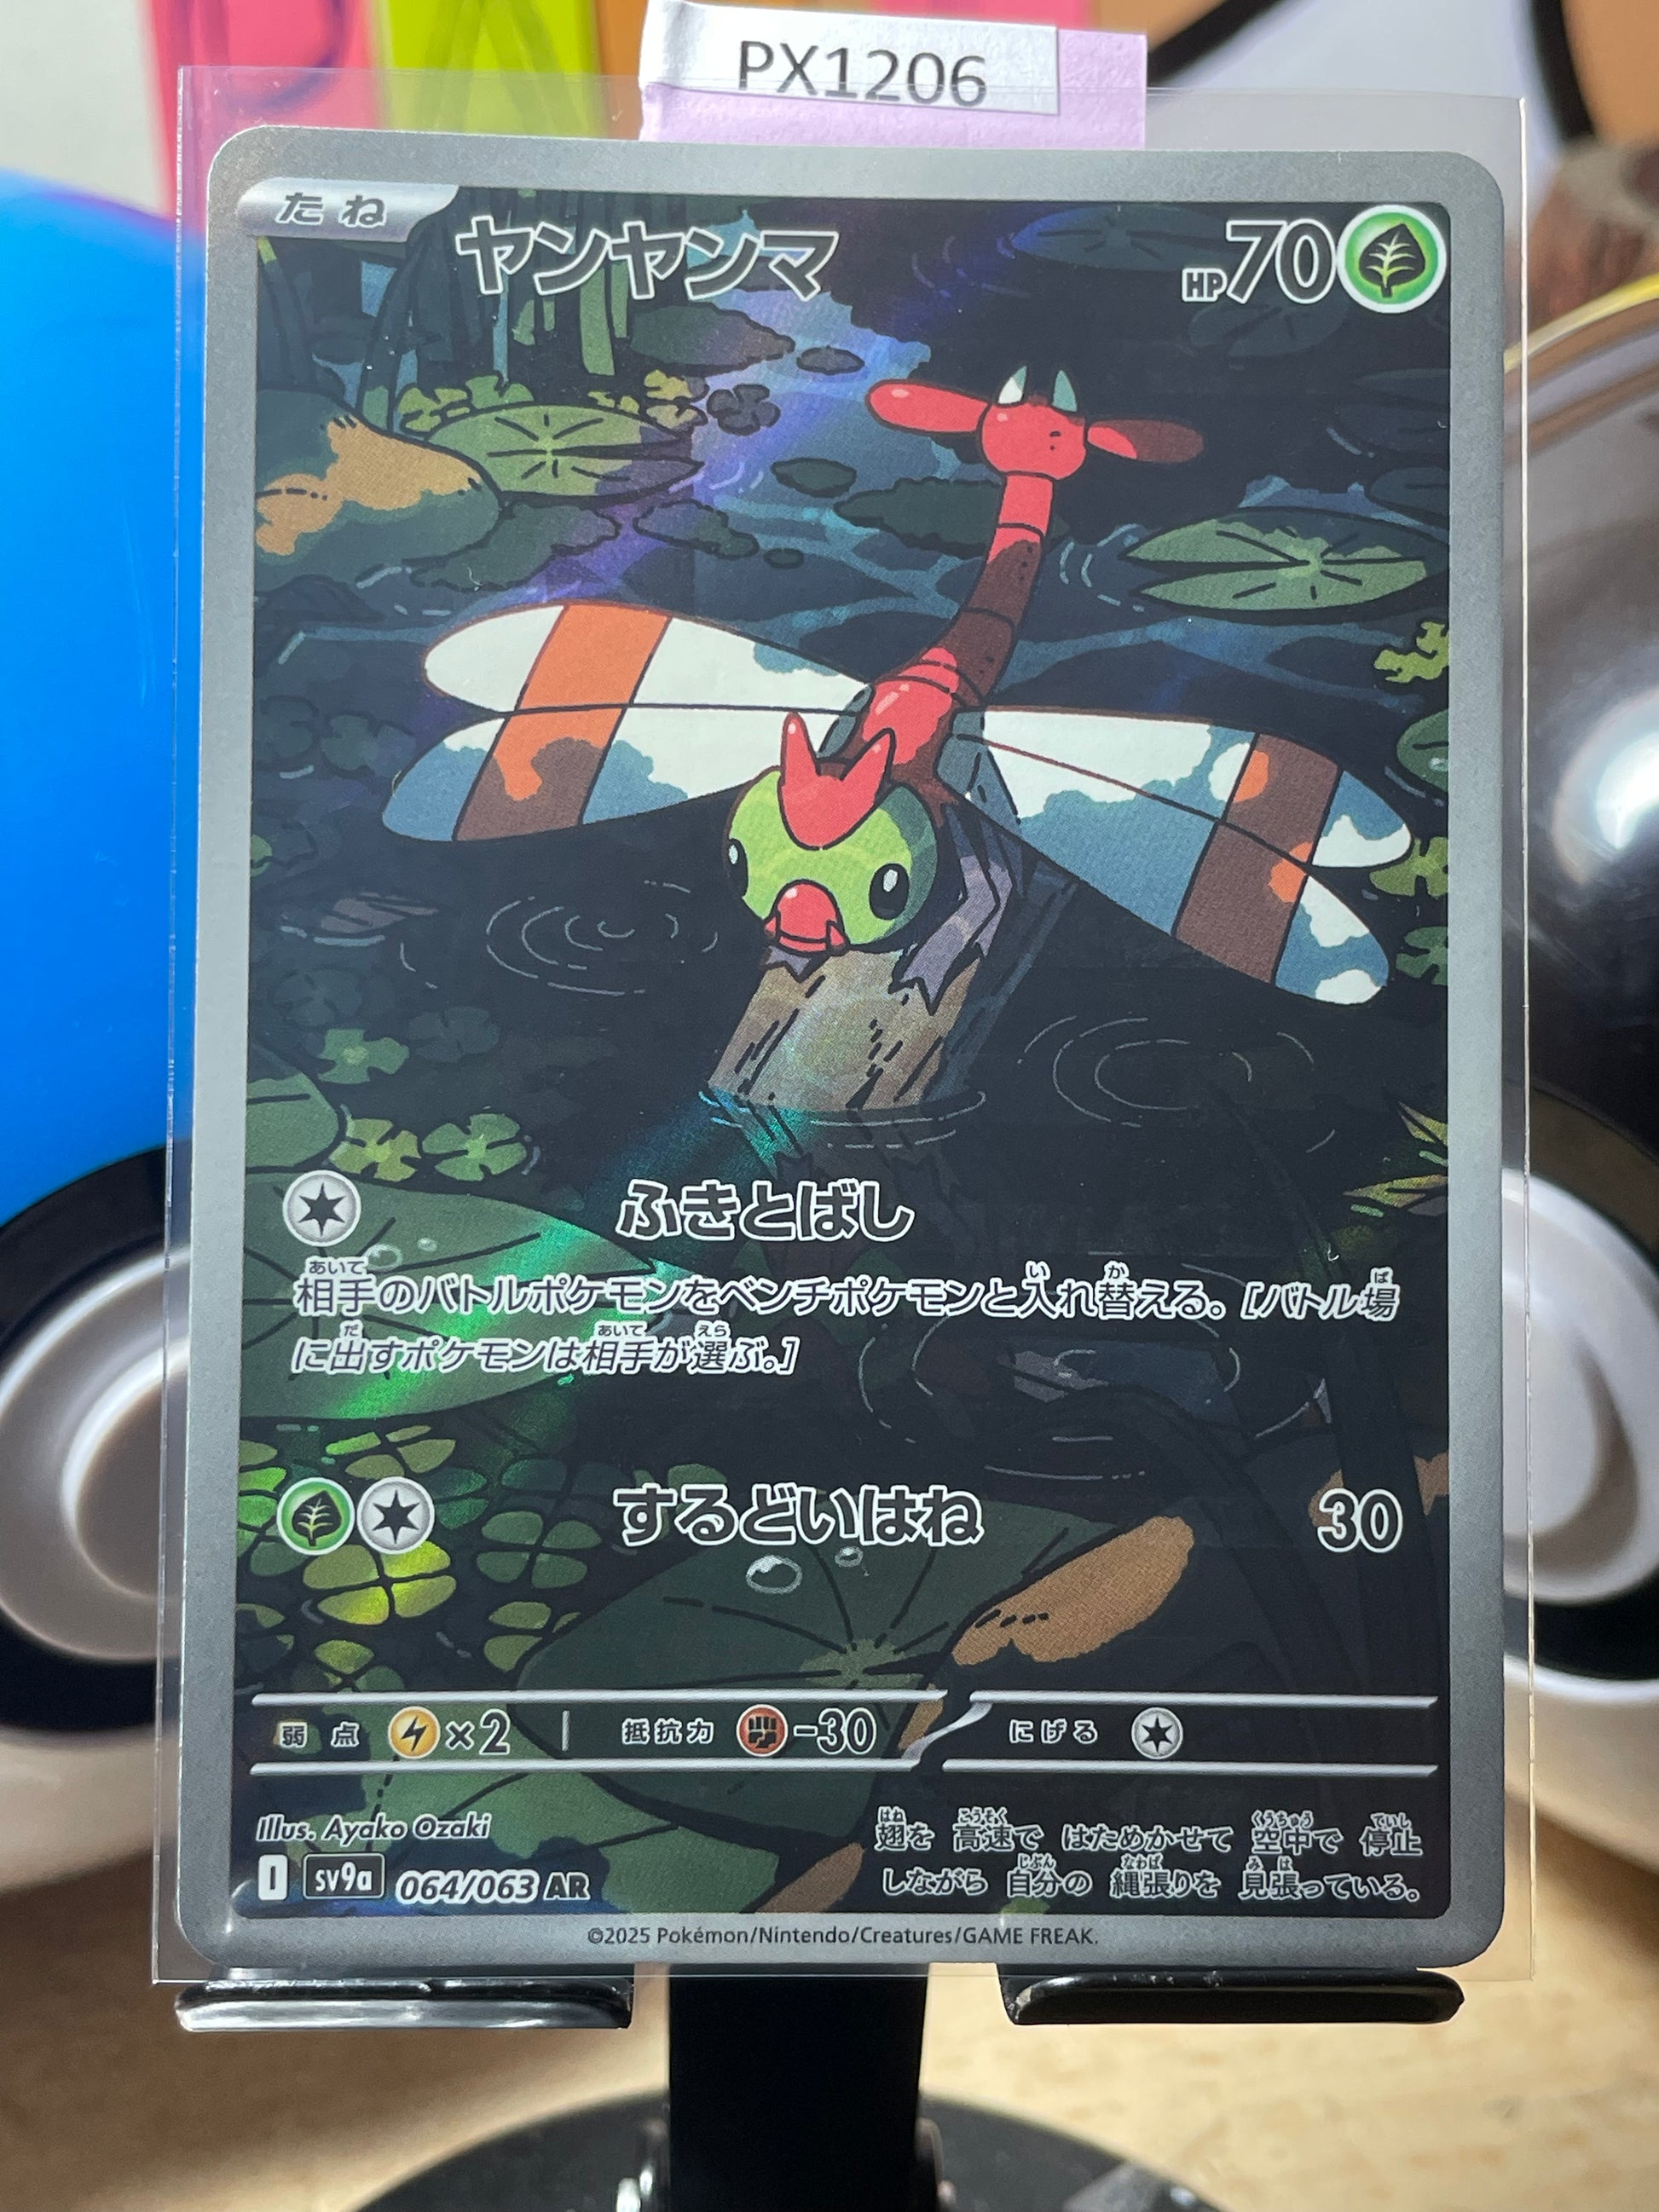 PX1206
たね
ヤンヤンマ
HP70
ふきとばし
相手のバトルポケモンをベンチポケモンと入れ替える。[バトル場
に出すポケモンは相手が選ぶ。]
するどいはね 30
弱点 ×2 抵抗力 -30 にげる
Illus. Ayako Ozaki
I sv9a 064/063 AR
翅を 高速で はためかせて 空中で 停止
しながら 自分の 縄張りを 見張っている。
©2025 Pokémon/Nintendo/Creatures/GAME FREAK.